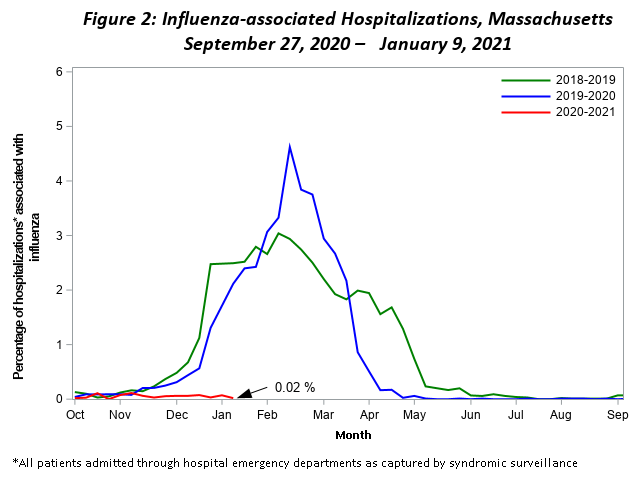 Figure 2: Influenza-associated Hospitalizations, Massachusetts
September 27, 2020 – January 9, 2021
2018-2019
2019-2020
2020-2021
Percentage of hospitalizations* associated with
influenza
6
5
4
3
2
1
0
0.02 %
Oct Nov Dec Jan Feb Mar Apr May Jun Jul Aug Sep
Month
*All patients admitted through hospital emergency departments as captured by syndromic surveillance